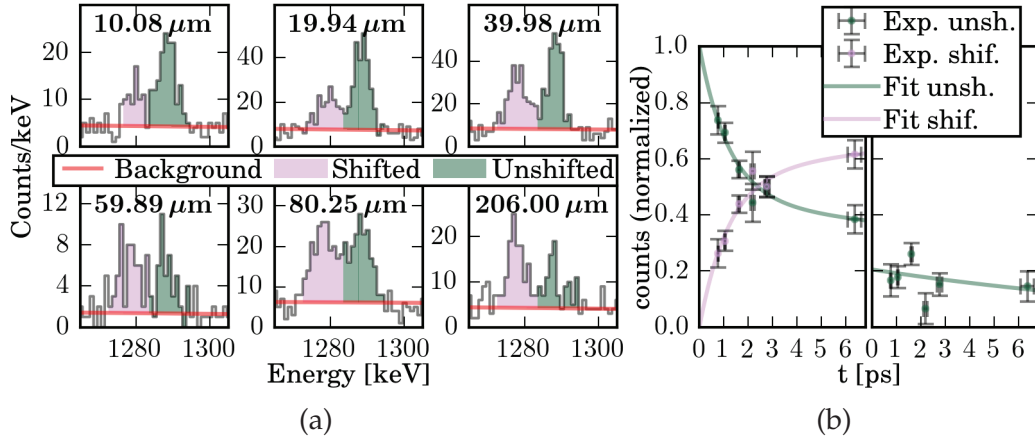 10.08 μm
19.94 μm
39.98 μm
20
10
0
40
20
0
40
20
0
Counts/keV
Background
Shifted
Unshifted
59.89 μm
80.25 μm
206.00 μm
12
8
4
0
30
20
10
0
20
10
0
1280 1300
1280 1300
1280 1300
Energy [keV]
(a)
Exp. unsh.
Exp. shif.
Fit unsh.
Fit shif.
counts (normalized)
1.0
0.8
0.6
0.4
0.2
0.0
0 1 2 3 4 5 6
0 1 2 3 4 5 6
t [ps]
(b)